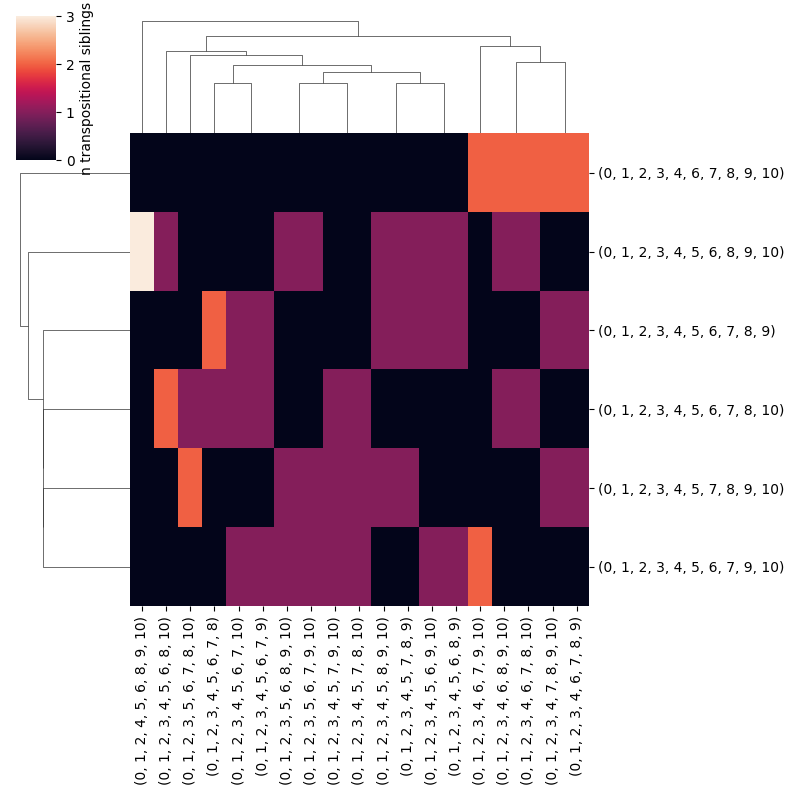 3
2
1
0
n transpositional siblings
(0, 1, 2, 3, 4, 6, 7, 8, 9, 10)
(0, 1, 2, 3, 4, 5, 6, 8, 9, 10)
(0, 1, 2, 3, 4, 5, 6, 7, 8, 9)
(0, 1, 2, 3, 4, 5, 6, 7, 8, 10)
(0, 1, 2, 3, 4, 5, 7, 8, 9, 10)
(0, 1, 2, 3, 4, 5, 6, 7, 9, 10)
(0, 1, 2, 4, 5, 6, 8, 9, 10)
(0, 1, 2, 3, 4, 5, 6, 8, 10)
(0, 1, 2, 3, 5, 6, 7, 8, 10)
(0, 1, 2, 3, 4, 5, 6, 7, 8)
(0, 1, 2, 3, 4, 5, 6, 7, 10)
(0, 1, 2, 3, 4, 5, 6, 7, 9)
(0, 1, 2, 3, 5, 6, 8, 9, 10)
(0, 1, 2, 3, 5, 6, 7, 9, 10)
(0, 1, 2, 3, 4, 5, 7, 9, 10)
(0, 1, 2, 3, 4, 5, 7, 8, 10)
(0, 1, 2, 3, 4, 5, 8, 9, 10)
(0, 1, 2, 3, 4, 5, 7, 8, 9)
(0, 1, 2, 3, 4, 5, 6, 9, 10)
(0, 1, 2, 3, 4, 5, 6, 8, 9)
(0, 1, 2, 3, 4, 6, 7, 9, 10)
(0, 1, 2, 3, 4, 6, 8, 9, 10)
(0, 1, 2, 3, 4, 6, 7, 8, 10)
(0, 1, 2, 3, 4, 7, 8, 9, 10)
(0, 1, 2, 3, 4, 6, 7, 8, 9)